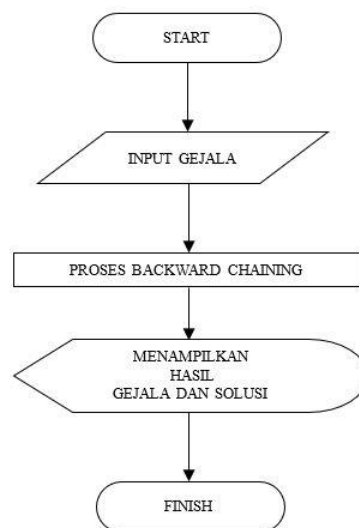 START
INPUT GEJALA
PROSES BACKWARD CHAINING
MENAMPILKAN
HASIL
GEJALA DAN SOLUSI
FINISH